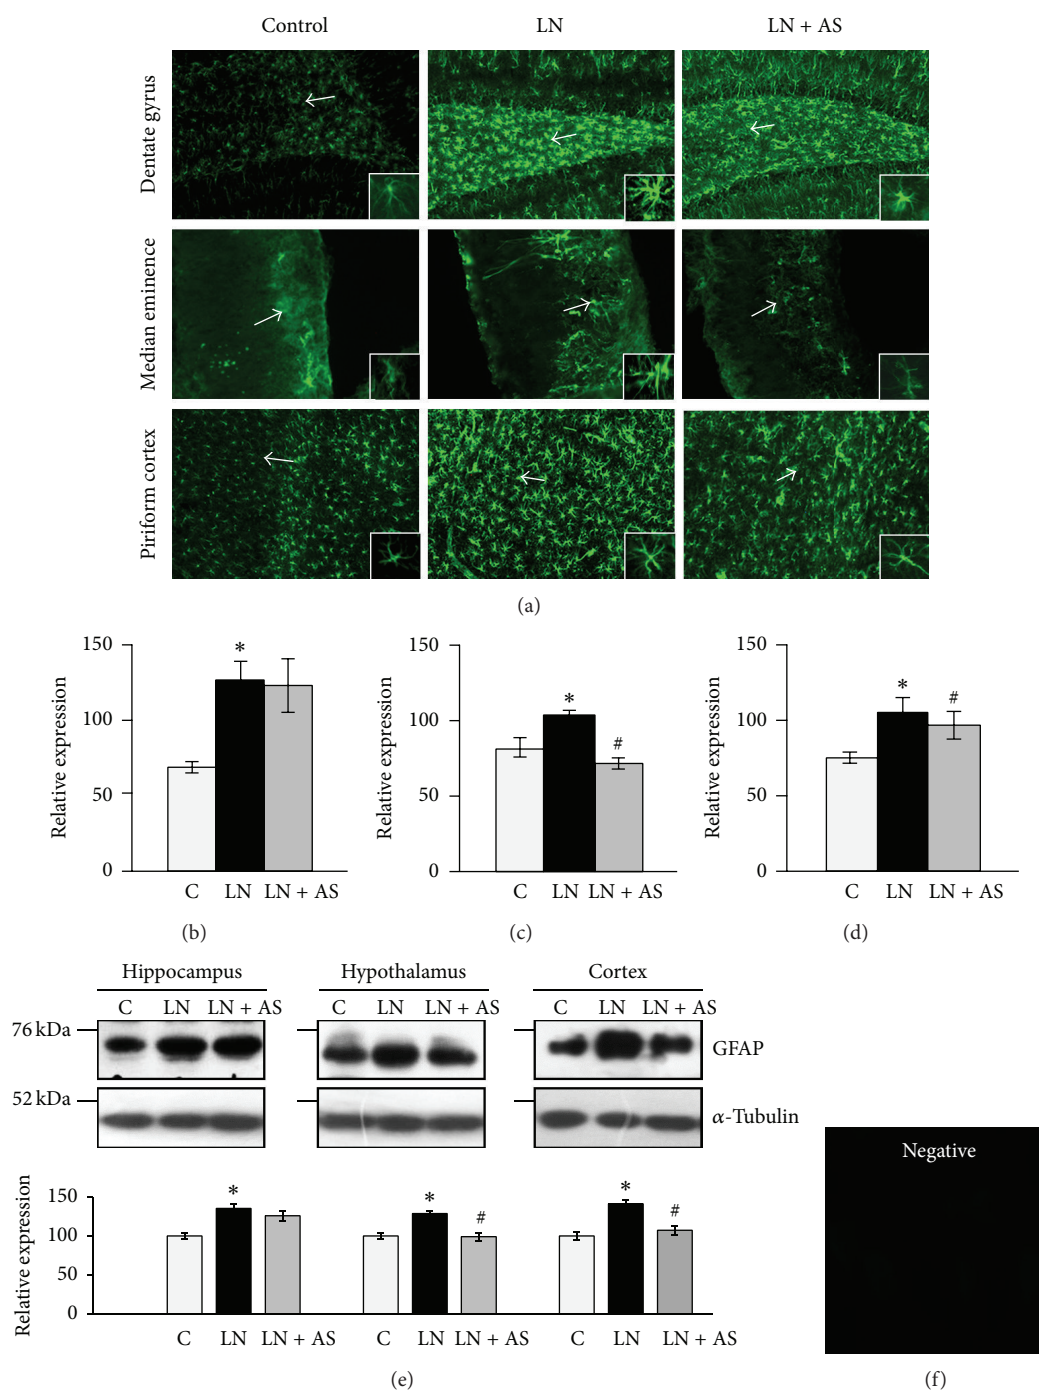 Control LN LN + AS
Dentate gyrus
Median eminence
Piriform cortex
(a)
150
100
50
0
Relative expression
*
C LN LN + AS
(b)
150
100
50
0
Relative expression
*
#
C LN LN + AS
(c)
150
100
50
0
Relative expression
*
#
C LN LN + AS
(d)
Hippocampus Hypothalamus Cortex
C LN LN + AS C LN LN + AS C LN LN + AS
76 kDa
GFAP
52 kDa
α-Tubulin
150
100
50
0
Relative expression
* * # * #
C LN LN + AS C LN LN + AS C LN LN + AS
(e)
Negative
(f)